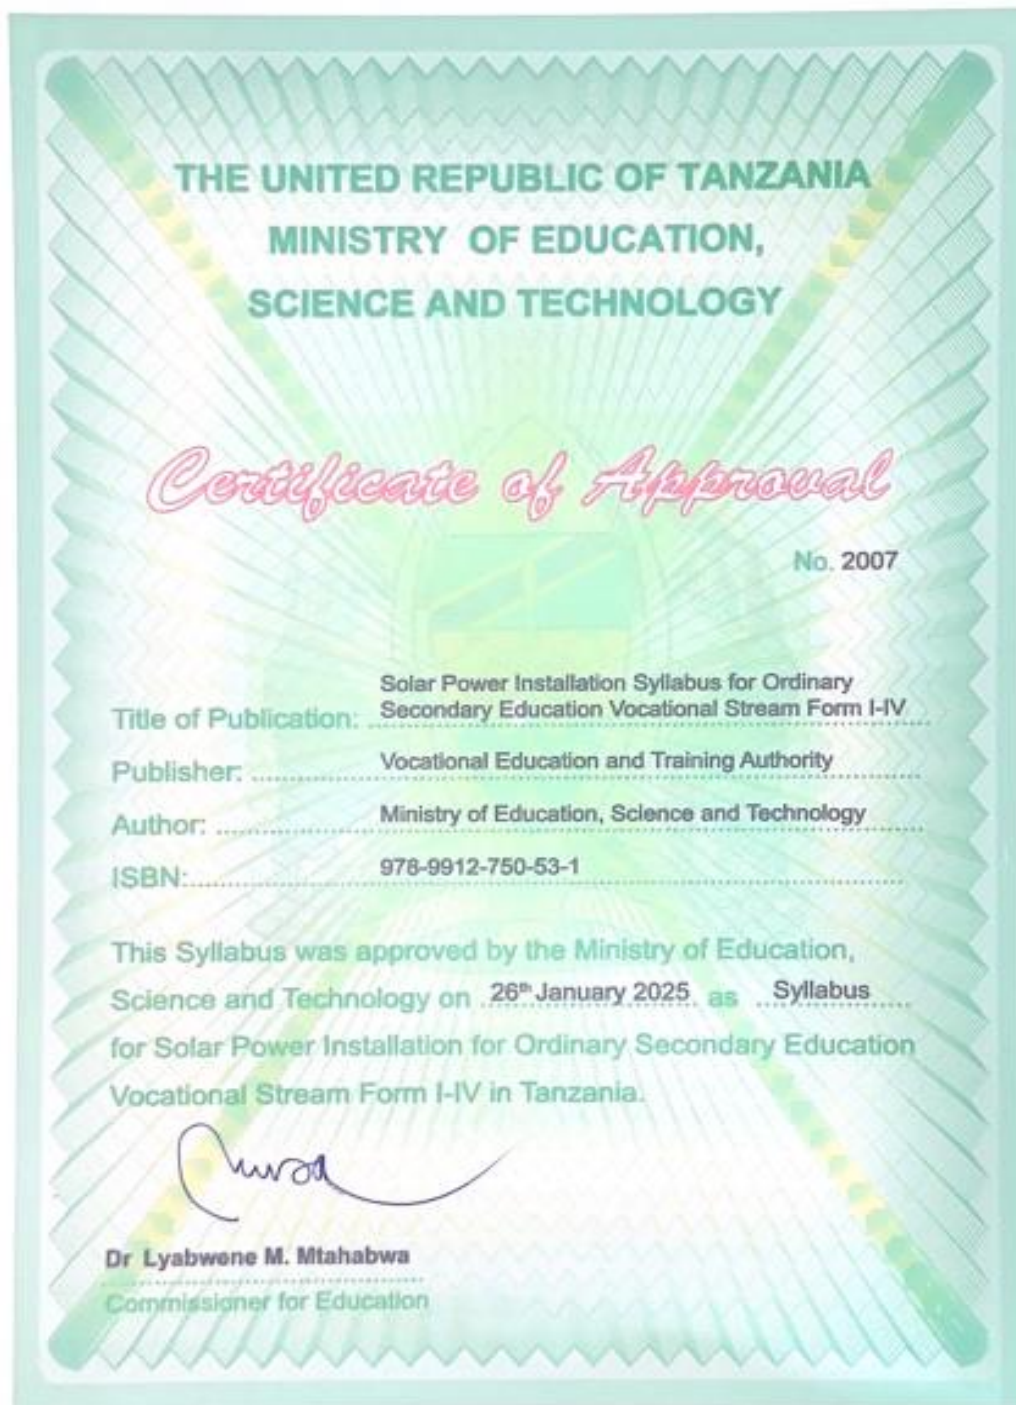 THE UNITED REPUBLIC OF TANZANIA
MINISTRY OF EDUCATION,
SCIENCE AND TECHNOLOGY
Certificate of Approval
No. 2007
Solar Power Installation Syllabus for Ordinary
Title of Publication: Secondary Education Vocational Stream Form I-IV
Publisher: Vocational Education and Training Authority
Author: Ministry of Education, Science and Technology
ISBN: 978-9912-750-53-1
This Syllabus was approved by the Ministry of Education,
Science and Technology on 26th January 2025 as Syllabus
for Solar Power Installation for Ordinary Secondary Education
Vocational Stream Form I-IV in Tanzania.
Dr Lyabwene M. Mtahabwa
Commissioner for Education